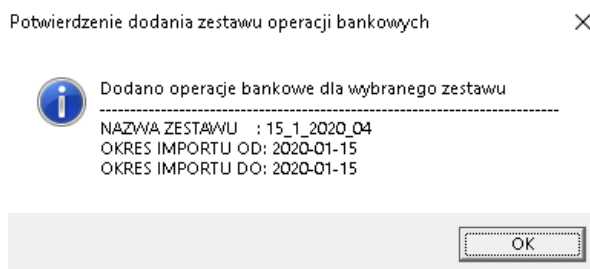 Potwierdzenie dodania zestawu operacji bankowych
Dodano operacje bankowe dla wybranego zestawu
------------------------------------------------------------------------------------
NAZWA ZESTAWU : 15_1_2020_04
OKRES IMPORTU OD: 2020-01-15
OKRES IMPORTU DO: 2020-01-15
OK